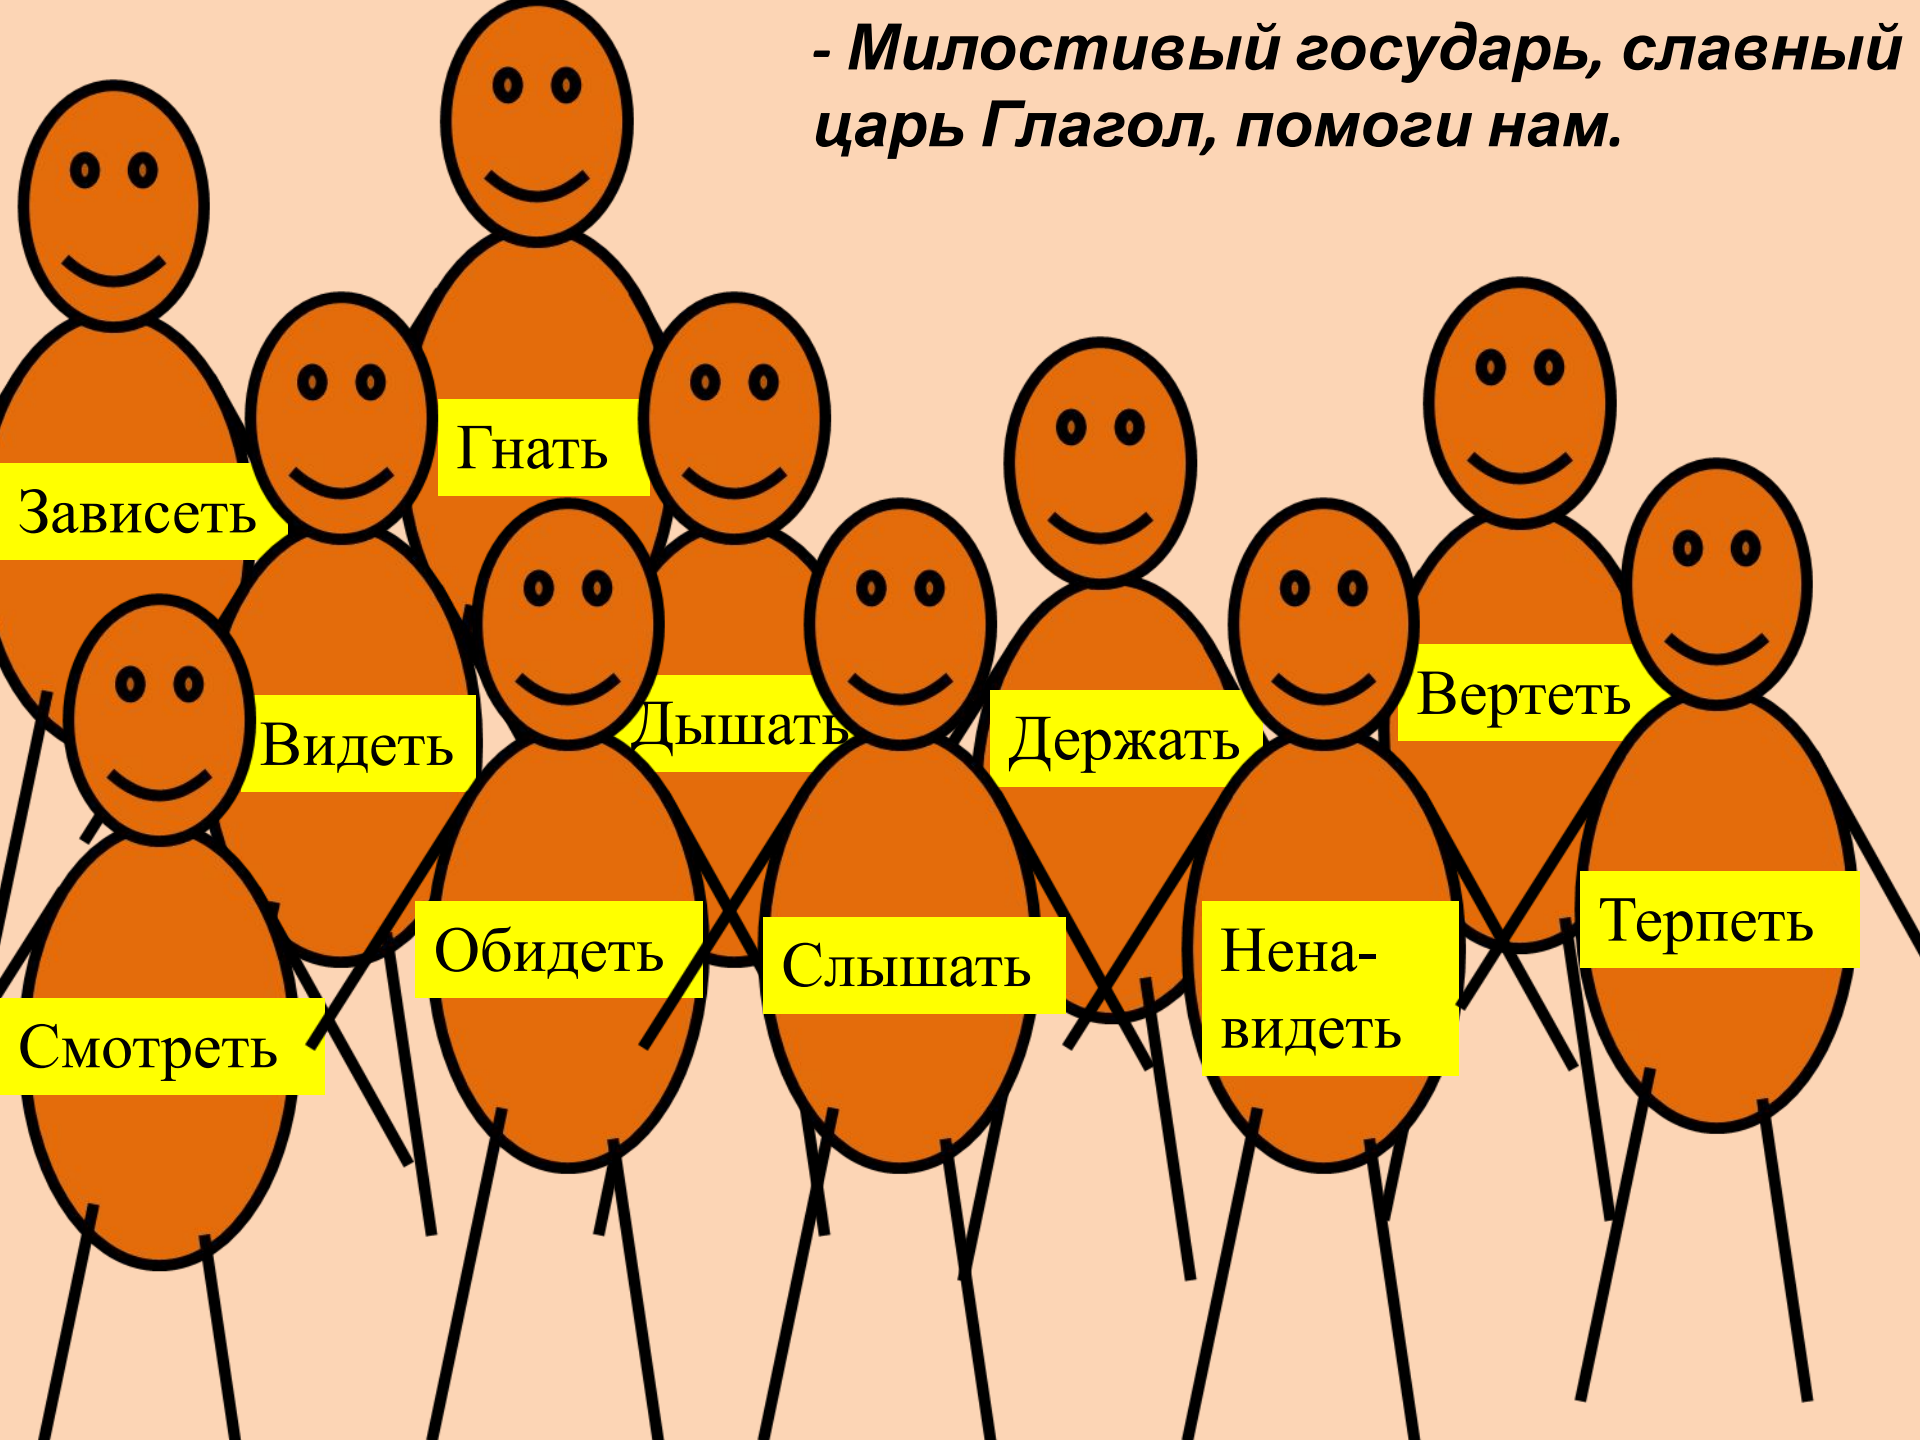 - Милостивый государь, славный
царь Глагол, помоги нам.
Гнать
Зависеть
Вертеть
Видеть
Дышать
Держать
Терпеть
Обидеть
Слышать
Нена-
видеть
Смотреть